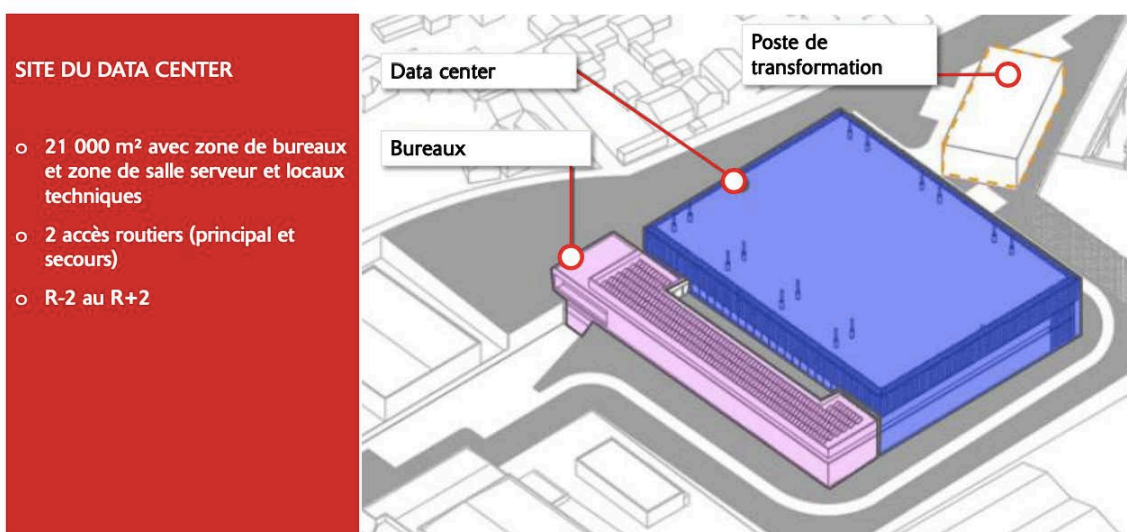 SITE DU DATA CENTER
o 21 000 m² avec zone de bureaux
et zone de salle serveur et locaux
techniques
o 2 accès routiers (principal et
secours)
o R-2 au R+2
Data center
Bureaux
Poste de
transformation